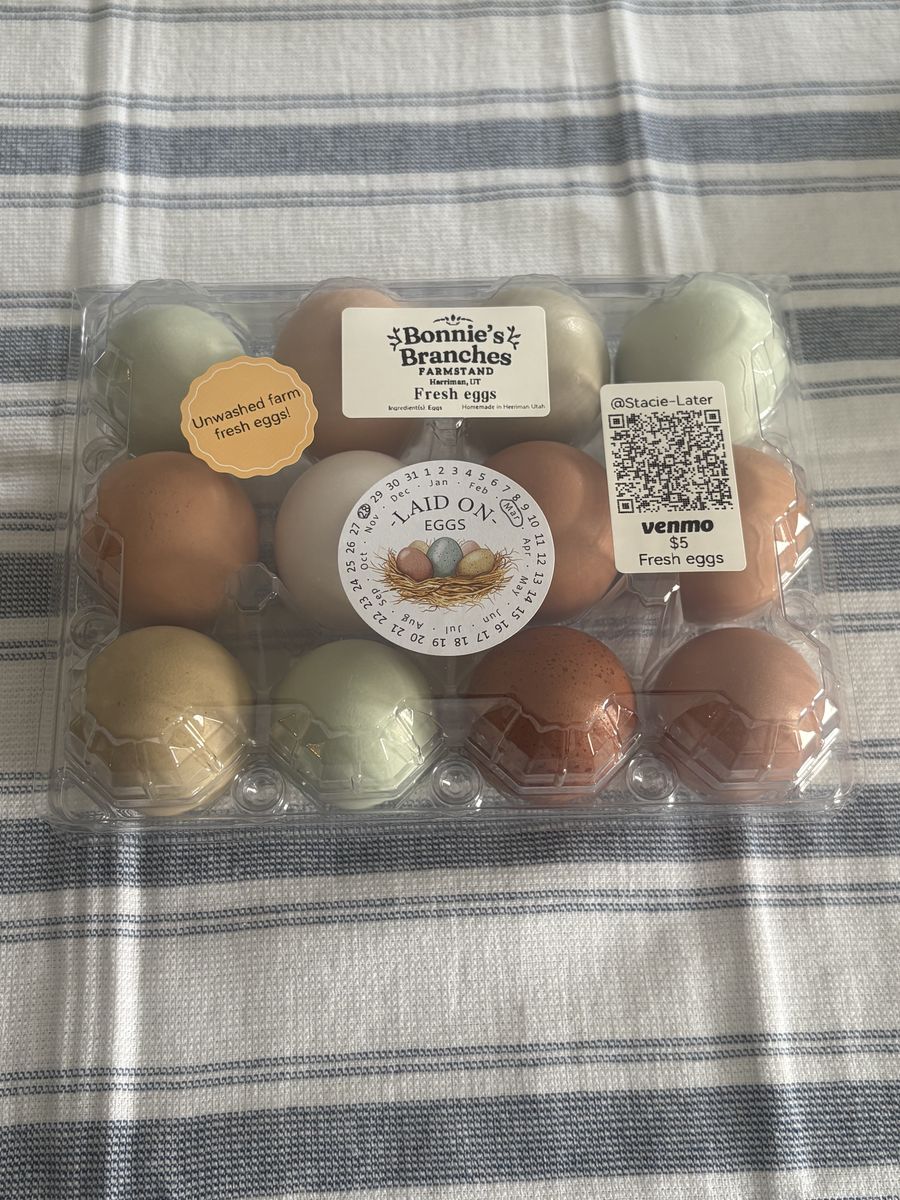 Bonnie's
Branches
FARMSTAND
Herriman, UT
Fresh eggs
Ingredient(s): Eggs Homemade in Herriman Utah
Unwashed farm
fresh eggs!
@Stacie-Later
venmo
$5
Fresh eggs
1 2 3 4 5 6 7 8 9 10 11 12 13 14 15 16 17 18 19 20 21 22 23 24 25 26 27 28 29 30 31
Jan · Feb · Mar · Apr · May · Jun · Jul · Aug · Sep · Oct · Nov · Dec ·
-LAID ON-
EGGS